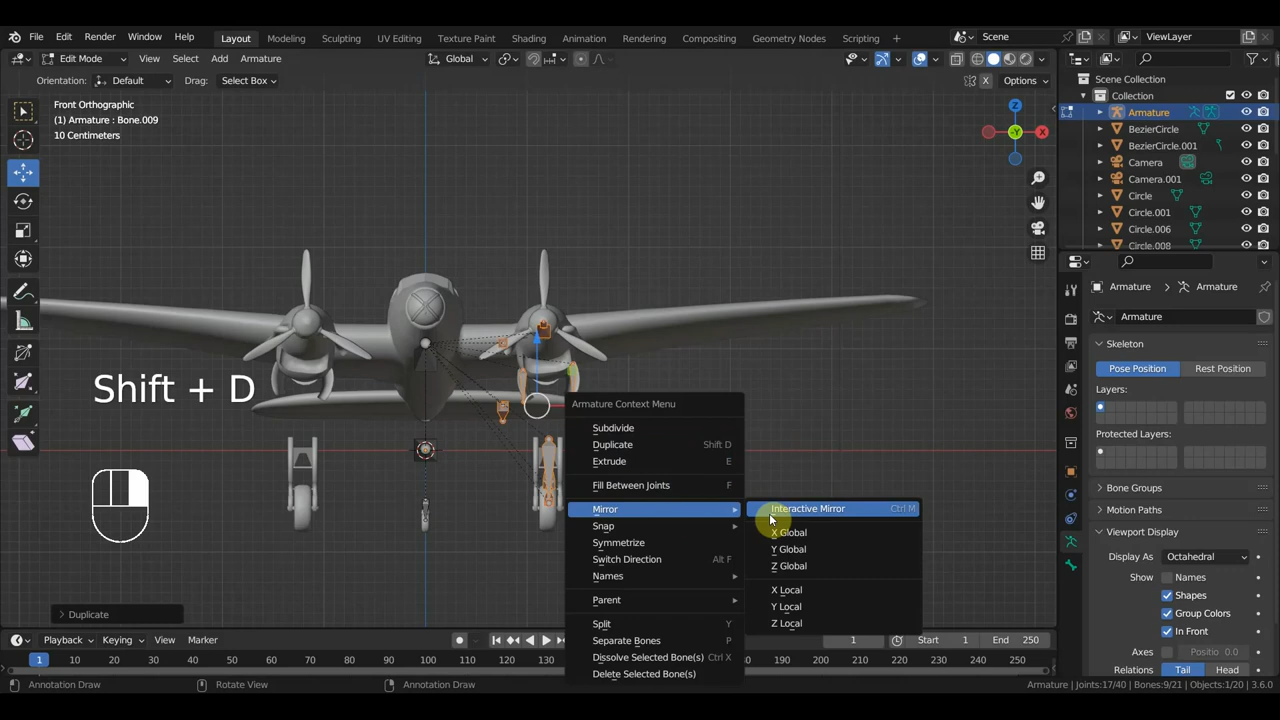 File Edit Render Window Help Layout Modeling Sculpting UV Editing Texture Paint Shading Animation Rendering Compositing Geometry Nodes Scripting + Scene ViewLayer
Edit Mode View Select Add Armature Global Options
Orientation: Default Drag: Select Box X Options
Front Orthographic
(1) Armature : Bone.009
10 Centimeters
Z
X
-Y
Shift + D
Armature Context Menu
Subdivide
Duplicate Shift D
Extrude E
Fill Between Joints F
Mirror
Snap
Symmetrize
Switch Direction Alt F
Names
Parent
Split Y
Separate Bones P
Dissolve Selected Bone(s) Ctrl X
Delete Selected Bone(s)
Interactive Mirror Ctrl M
X Global
Y Global
Z Global
X Local
Y Local
Z Local
Scene Collection
Collection
Armature
BezierCircle
BezierCircle.001
Camera
Camera.001
Circle
Circle.001
Circle.006
Circle.008
Armature Armature
Armature
Skeleton
Pose Position Rest Position
Layers:
Protected Layers:
Bone Groups
Motion Paths
Viewport Display
Display As Octahedral
Show Names
Shapes
Group Colors
In Front
Axes Positio 0.0
Relations Tail Head
Duplicate
Playback Keying View Marker 1 Start 1 End 250
1 10 20 30 40 50 60 70 80 90 100 110 120 130 180 190 200 210 220 230 240 250
Annotation Draw Rotate View Annotation Draw Armature | Joints:17/40 | Bones:9/21 | Objects:1/20 | 3.6.0